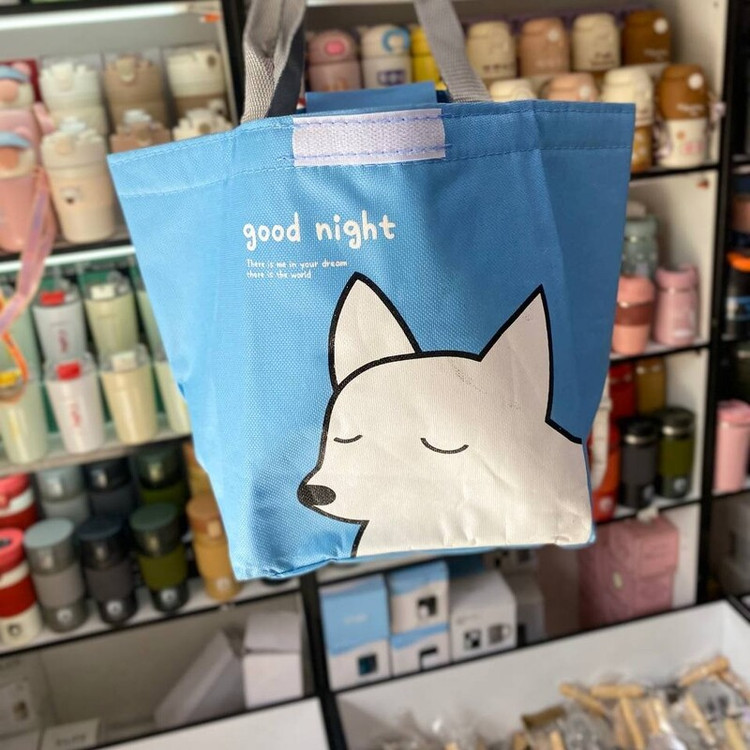 good night
There is me in your dream
there is the world